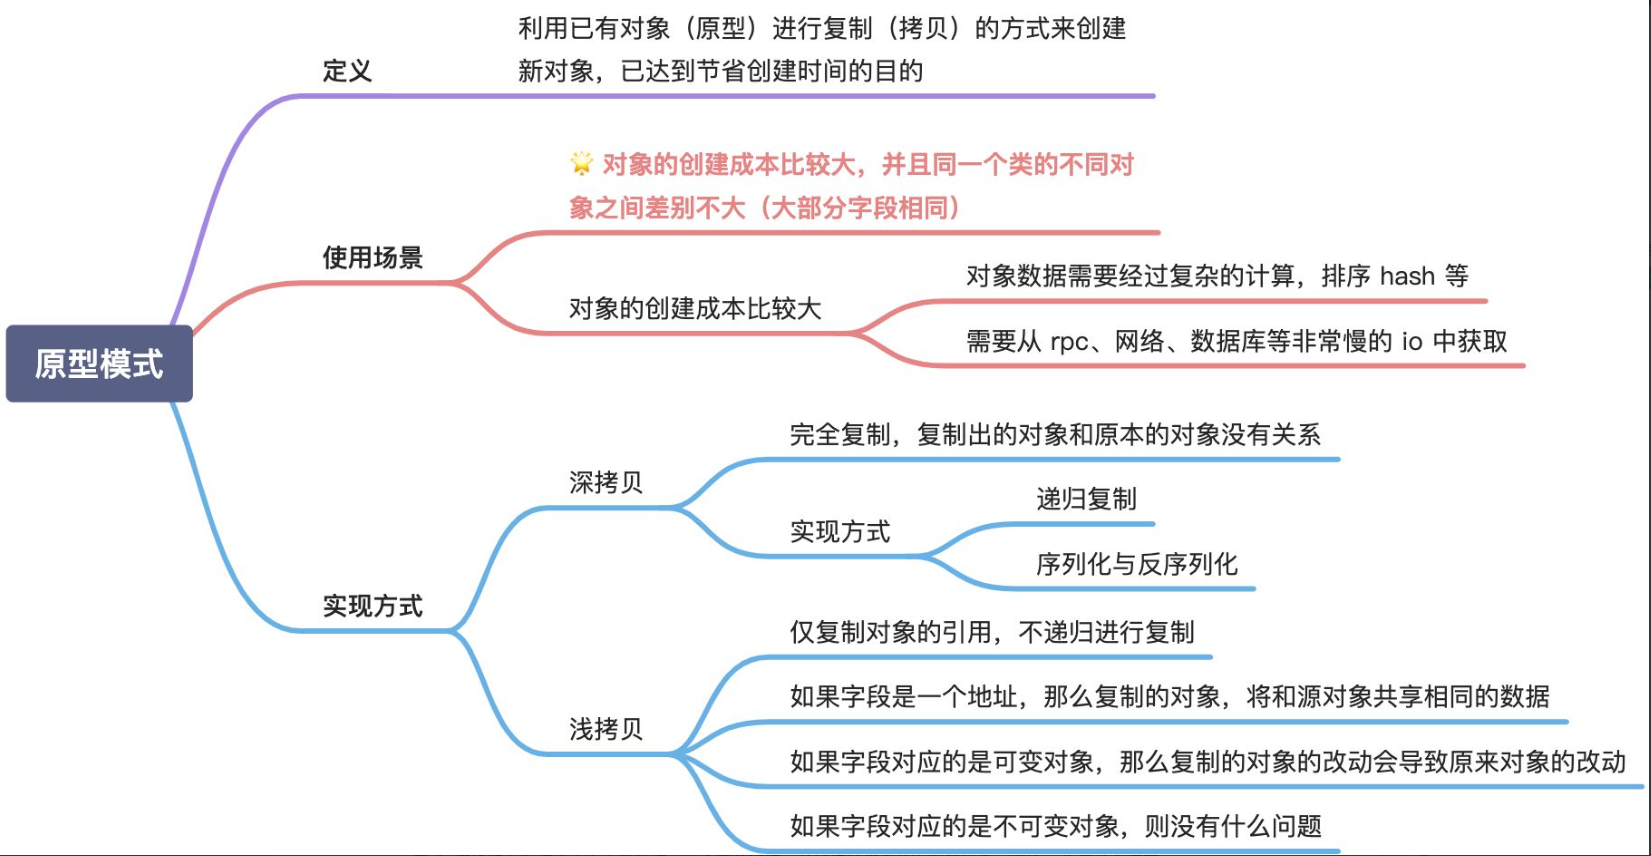 原型模式
定义
利用已有对象（原型）进行复制（拷贝）的方式来创建
新对象，已达到节省创建时间的目的
使用场景
🌟 对象的创建成本比较大，并且同一个类的不同对
象之间差别不大（大部分字段相同）
对象的创建成本比较大
对象数据需要经过复杂的计算，排序 hash 等
需要从 rpc、网络、数据库等非常慢的 io 中获取
实现方式
深拷贝
完全复制，复制出的对象和原本的对象没有关系
实现方式
递归复制
序列化与反序列化
浅拷贝
仅复制对象的引用，不递归进行复制
如果字段是一个地址，那么复制的对象，将和源对象共享相同的数据
如果字段对应的是可变对象，那么复制的对象的改动会导致原来对象的改动
如果字段对应的是不可变对象，则没有什么问题